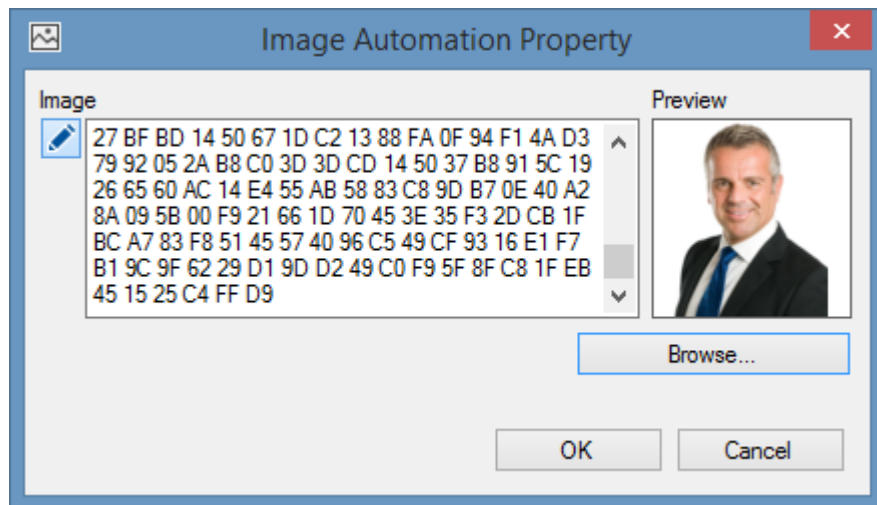 Image Automation Property
Image
Preview
27 BF BD 14 50 67 1D C2 13 88 FA 0F 94 F1 4A D3
79 92 05 2A B8 C0 3D 3D CD 14 50 37 B8 91 5C 19
26 65 60 AC 14 E4 55 AB 58 83 C8 9D B7 0E 40 A2
8A 09 5B 00 F9 21 66 1D 70 45 3E 35 F3 2D CB 1F
BC A7 83 F8 51 45 57 40 96 C5 49 CF 93 16 E1 F7
B1 9C 9F 62 29 D1 9D D2 49 C0 F9 5F 8F C8 1F EB
45 15 25 C4 FF D9
Browse...
OK
Cancel